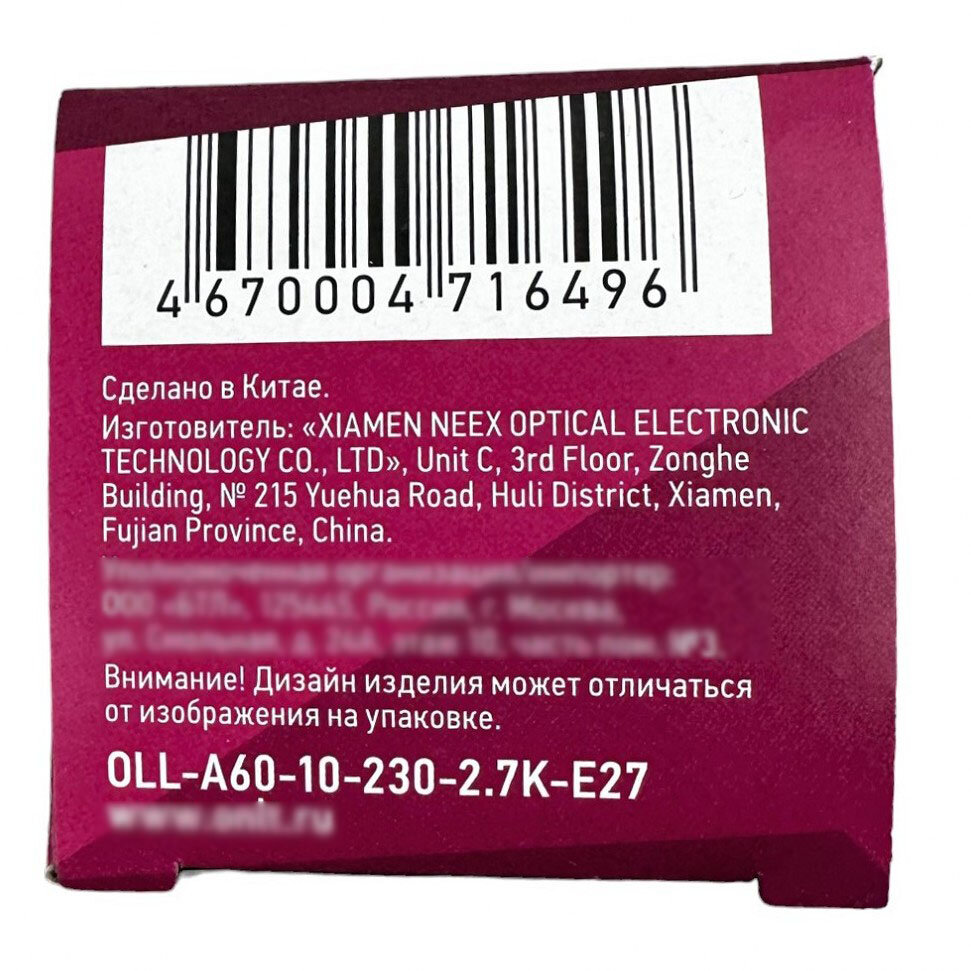 4 670004 716496
Сделано в Китае.
Изготовитель: «XIAMEN NEEX OPTICAL ELECTRONIC
TECHNOLOGY CO., LTD», Unit C, 3rd Floor, Zonghe
Building, № 215 Yuehua Road, Huli District, Xiamen,
Fujian Province, China.
Внимание! Дизайн изделия может отличаться
от изображения на упаковке.
OLL-A60-10-230-2.7K-E27